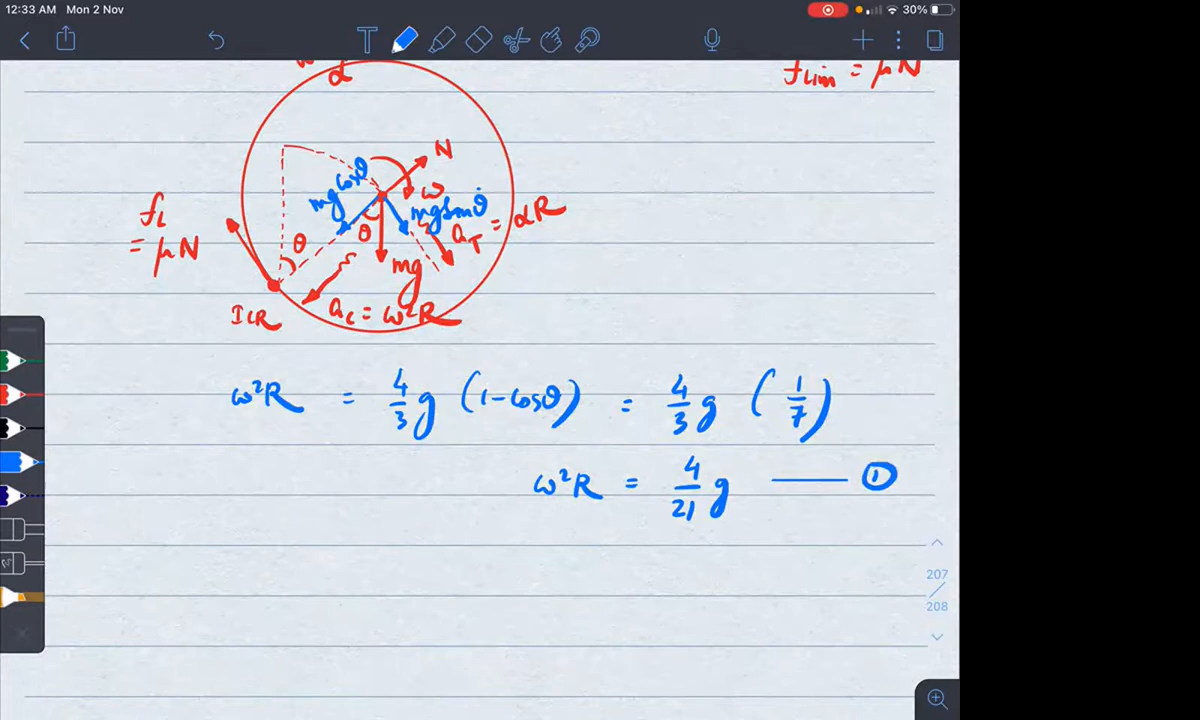 12:33 AM Mon 2 Nov
30%
T
α
f_Lim = μN
N
mg cosθ
ω
mg sinθ
f_L
= μN
θ
θ
a_T = αR
mg
ICR
a_c = ω²R
ω²R = 4/3 g (1-cosθ) = 4/3 g (1/7)
ω²R = 4/21 g —— ①
207
/
208